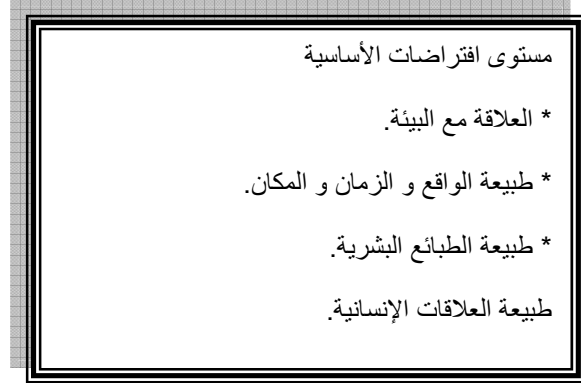 مستوى افتراضات الأساسية
* العلاقة مع البيئة.
* طبيعة الواقع و الزمان و المكان.
* طبيعة الطبائع البشرية.
طبيعة العلاقات الإنسانية.